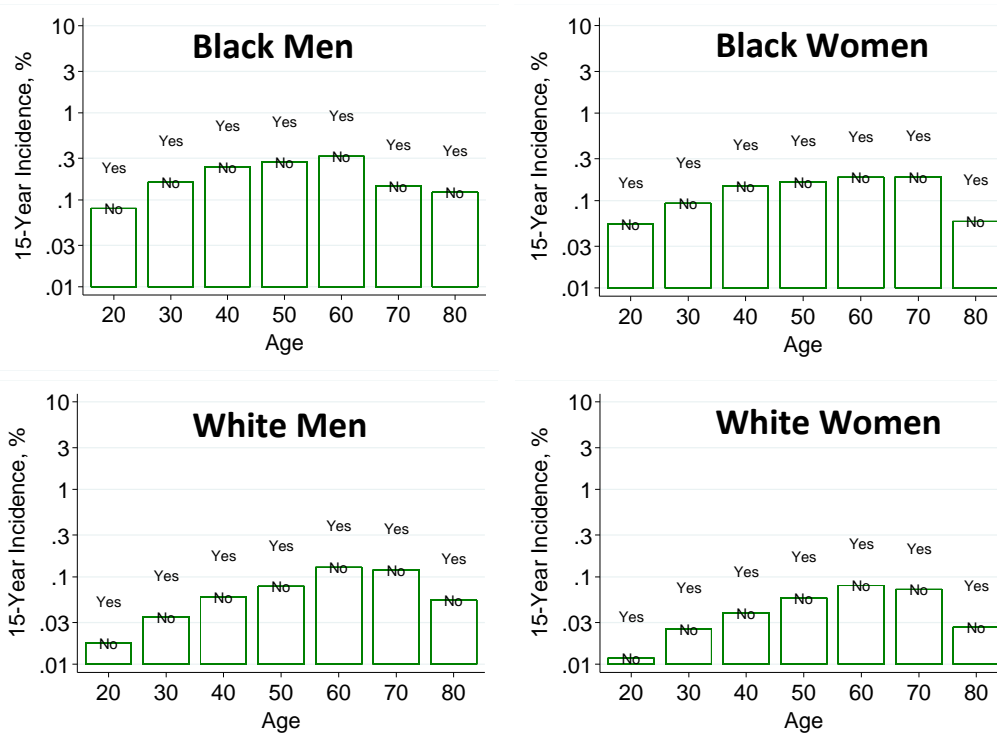 Black Men
15-Year Incidence, %
10
3
1
.3
.1
.03
.01
Yes Yes Yes Yes Yes Yes Yes
No No No No No No No
20 30 40 50 60 70 80
Age
Black Women
15-Year Incidence, %
10
3
1
.3
.1
.03
.01
Yes Yes Yes Yes Yes Yes Yes
No No No No No No No
20 30 40 50 60 70 80
Age
White Men
15-Year Incidence, %
10
3
1
.3
.1
.03
.01
Yes Yes Yes Yes Yes Yes Yes
No No No No No No No
20 30 40 50 60 70 80
Age
White Women
15-Year Incidence, %
10
3
1
.3
.1
.03
.01
Yes Yes Yes Yes Yes Yes Yes
No No No No No No No
20 30 40 50 60 70 80
Age